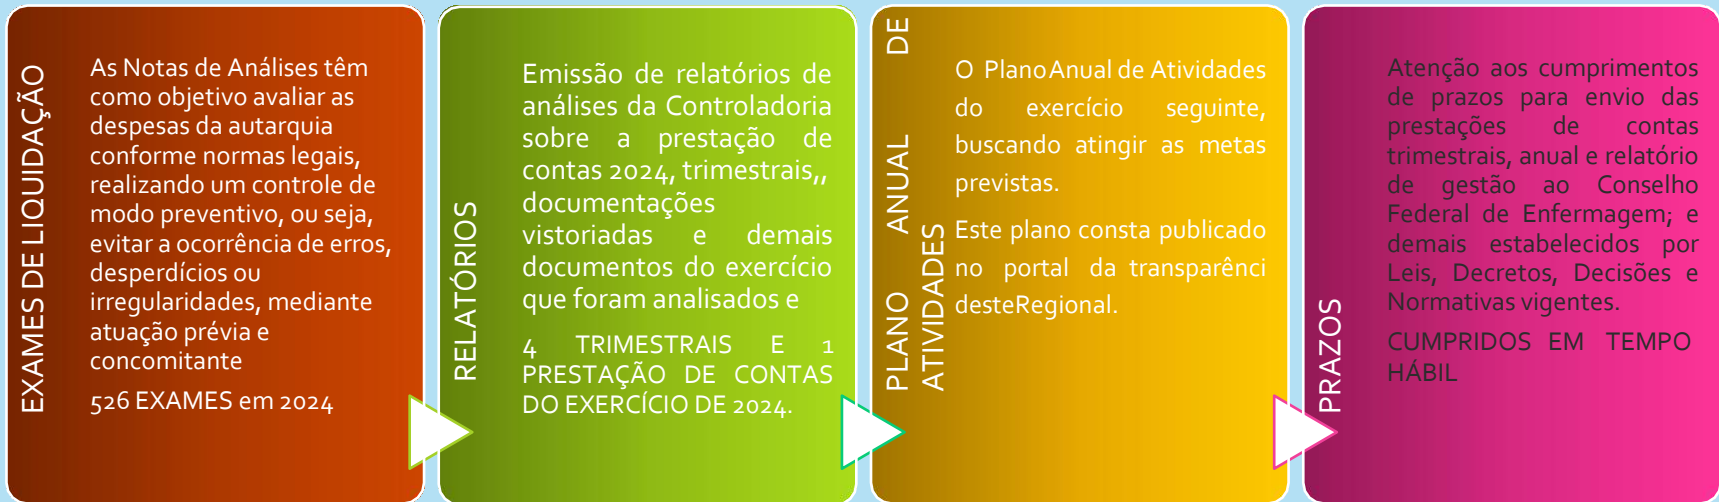 EXAMES DE LIQUIDAÇÃO
As Notas de Análises têm
como objetivo avaliar as
despesas da autarquia
conforme normas legais,
realizando um controle de
modo preventivo, ou seja,
evitar a ocorrência de erros,
desperdícios ou
irregularidades, mediante
atuação prévia e
concomitante
526 EXAMES em 2024
RELATÓRIOS
Emissão de relatórios de
análises da Controladoria
sobre a prestação de
contas 2024, trimestrais,,
documentações
vistoriadas e demais
documentos do exercício
que foram analisados e
4 TRIMESTRAIS E 1
PRESTAÇÃO DE CONTAS
DO EXERCÍCIO DE 2024.
PLANO ANUAL DE
ATIVIDADES
O PlanoAnual de Atividades
do exercício seguinte,
buscando atingir as metas
previstas.
Este plano consta publicado
no portal da transparênci
desteRegional.
PRAZOS
Atenção aos cumprimentos
de prazos para envio das
prestações de contas
trimestrais, anual e relatório
de gestão ao Conselho
Federal de Enfermagem; e
demais estabelecidos por
Leis, Decretos, Decisões e
Normativas vigentes.
CUMPRIDOS EM TEMPO
HÁBIL